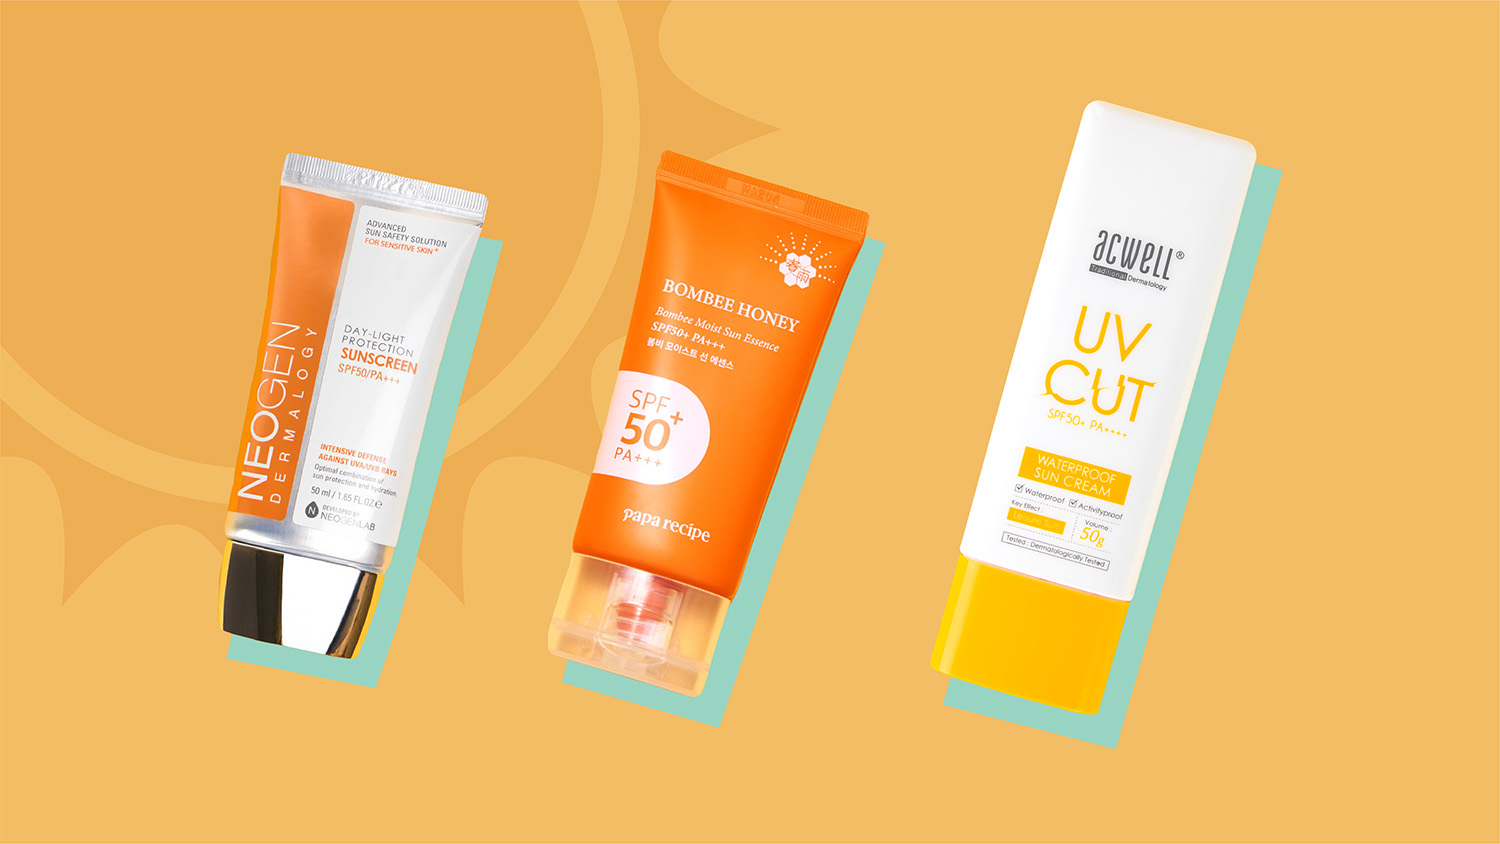 ADVANCED
SUN SAFETY SOLUTION
FOR SENSITIVE SKIN+
NEOGEN
DERMALOGY
DAY-LIGHT
PROTECTION
SUNSCREEN
SPF50/PA+++
INTENSIVE DEFENSE
AGAINST UVA/UVB RAYS
Optimal combination of
sun protection and hydration.
50 ml / 1.65 FL.OZ.e
N
DEVELOPED BY
NEOGENLAB
春雨
BOMBEE HONEY
Bombee Moist Sun Essence
SPF50+ PA+++
봄비 모이스트 선 에센스
SPF
50+
PA+++
papa recipe
acwell®
Traditional Dermatology
UV
CUT
SPF50+ PA++++
WATERPROOF
SUN CREAM
Waterproof Activityproof
Key Effect :
Leisure
Volume :
50g
Tested : Dermatologically Tested